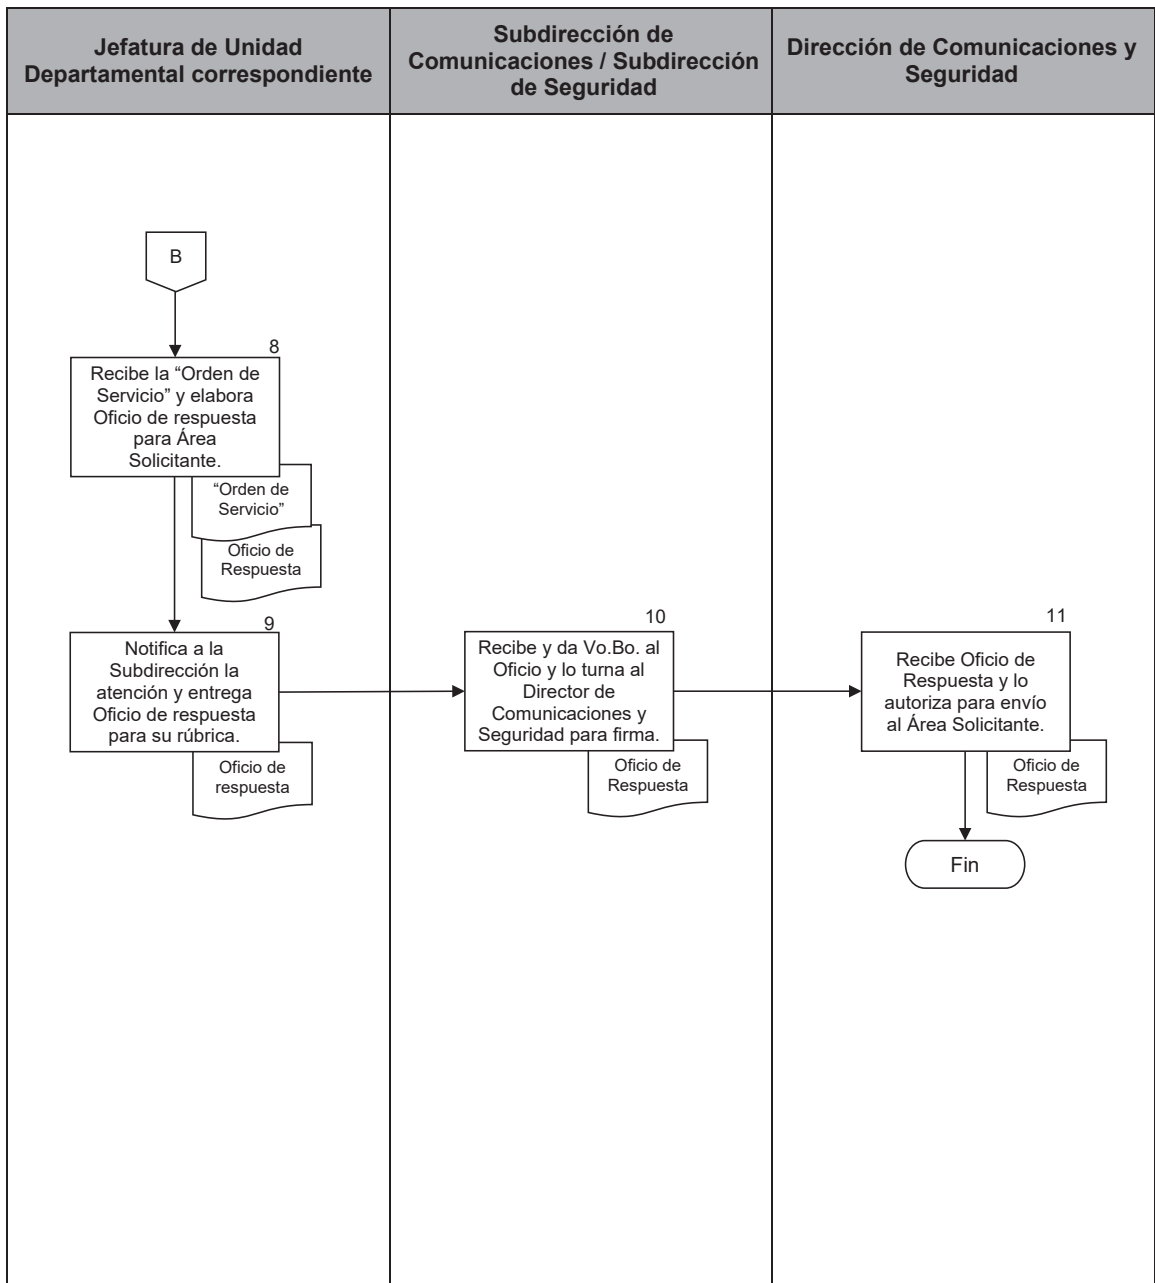 Jefatura de Unidad
Departamental correspondiente
Subdirección de
Comunicaciones / Subdirección
de Seguridad
Dirección de Comunicaciones y
Seguridad
B
8
Recibe la “Orden de
Servicio” y elabora
Oficio de respuesta
para Área
Solicitante.
“Orden de
Servicio”
Oficio de
Respuesta
9
Notifica a la
Subdirección la
atención y entrega
Oficio de respuesta
para su rúbrica.
Oficio de
respuesta
10
Recibe y da Vo.Bo. al
Oficio y lo turna al
Director de
Comunicaciones y
Seguridad para firma.
Oficio de
Respuesta
11
Recibe Oficio de
Respuesta y lo
autoriza para envío
al Área Solicitante.
Oficio de
Respuesta
Fin